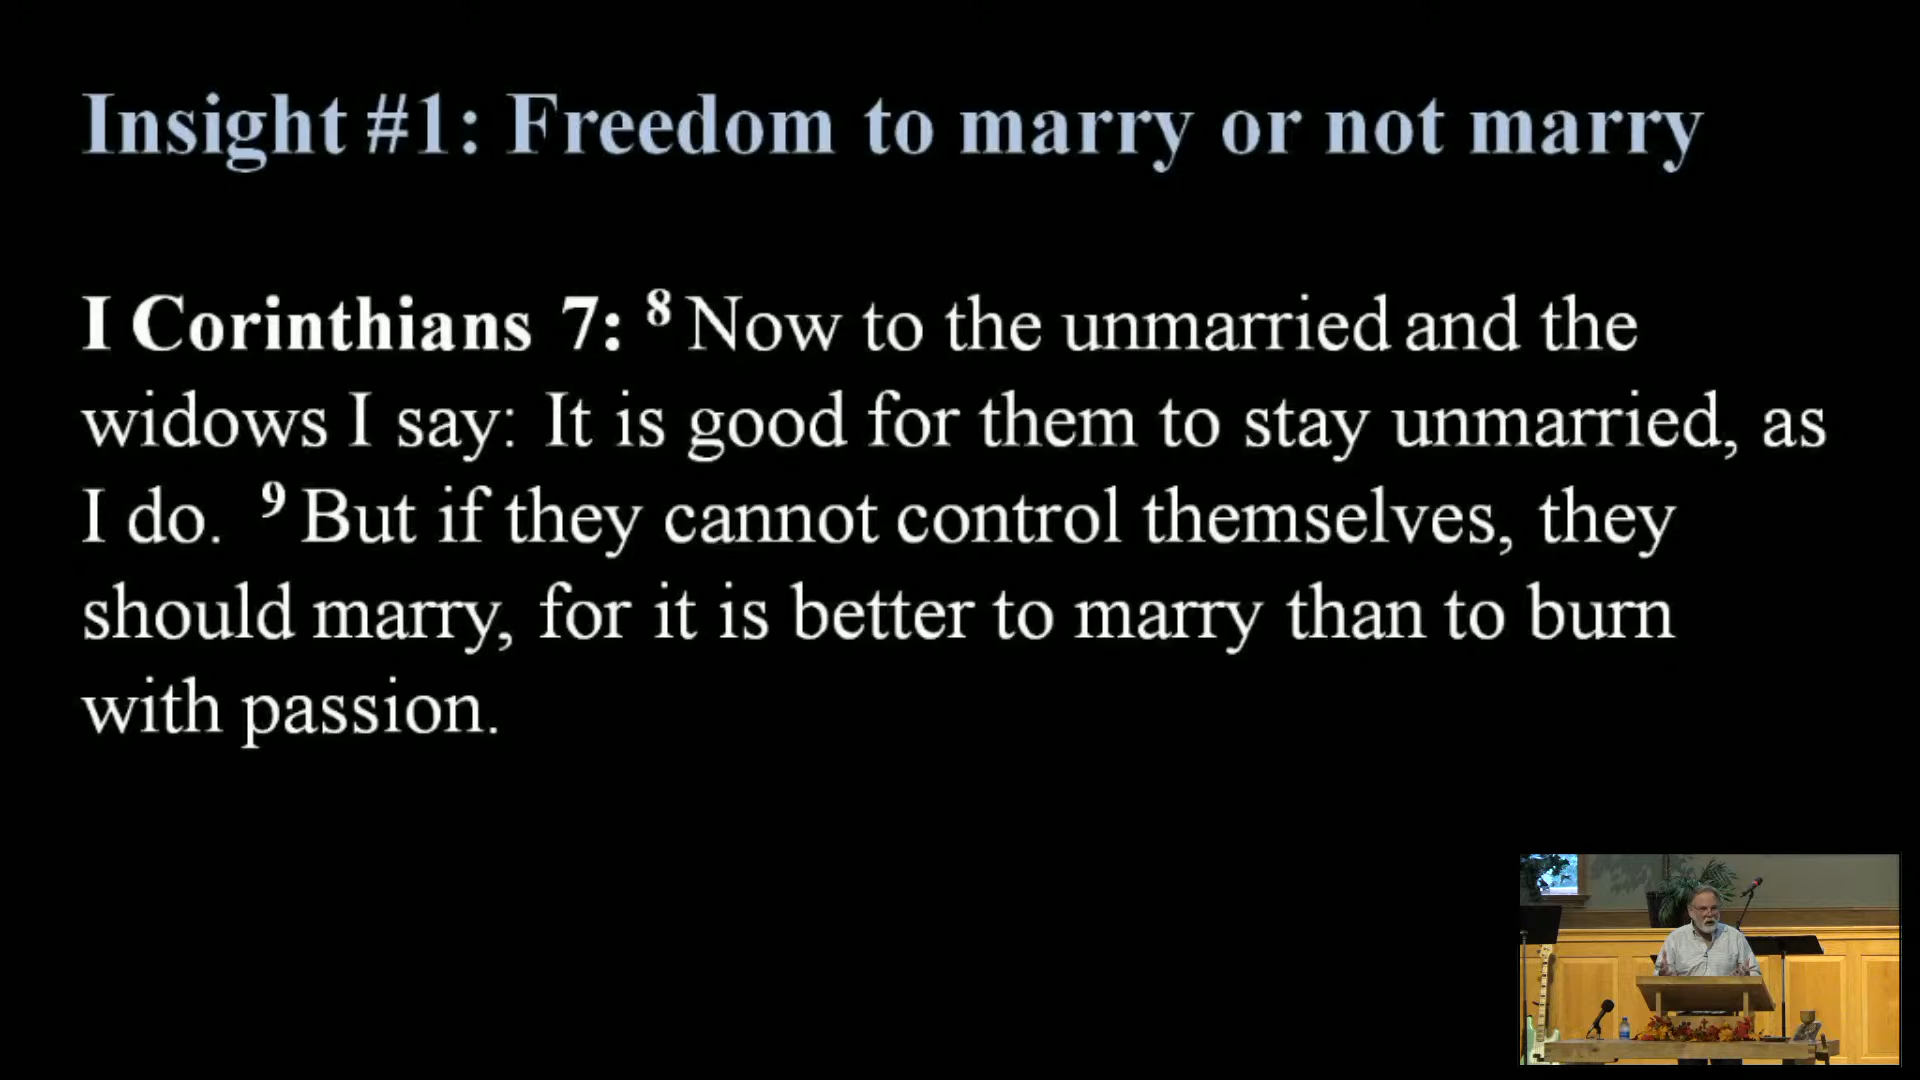 Insight #1: Freedom to marry or not marry
I Corinthians 7: 8 Now to the unmarried and the
widows I say: It is good for them to stay unmarried, as
I do. 9 But if they cannot control themselves, they
should marry, for it is better to marry than to burn
with passion.